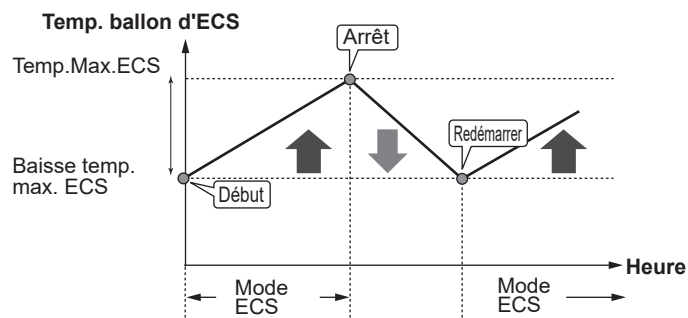 Temp. ballon d'ECS
Arrêt
Temp.Max.ECS
Redémarrer
Baisse temp.
max. ECS
Début
Heure
Mode
ECS
Mode
ECS